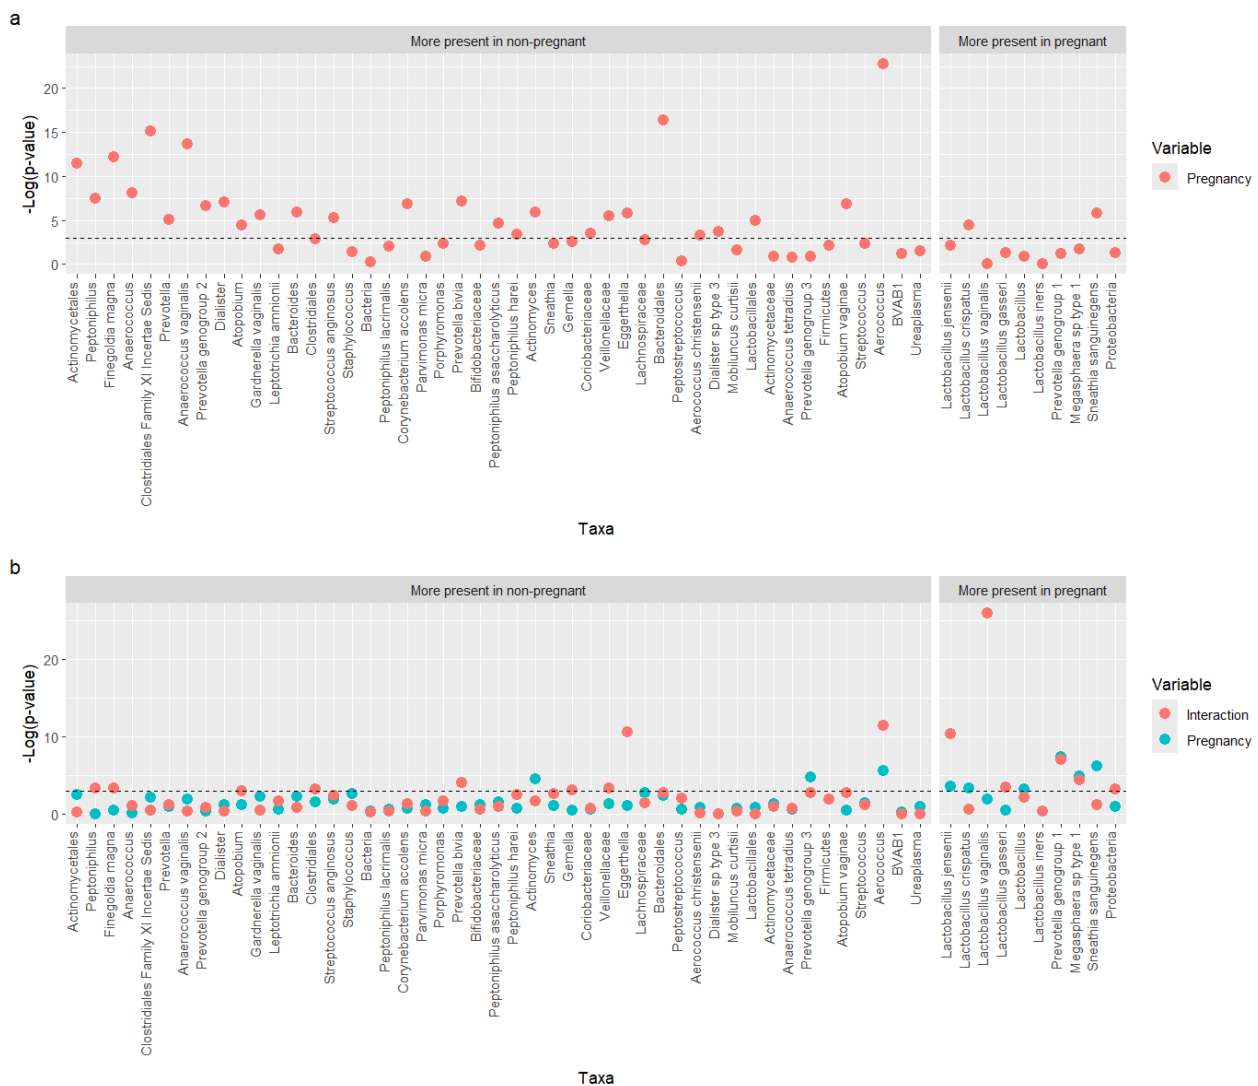 a
More present in non-pregnant
More present in pregnant
-Log(p-value)
20
15
10
5
0
Actinomycetales
Peptoniphilus
Finegoldia magna
Anaerococcus
Clostridiales Family XI Incertae Sedis
Prevotella
Anaerococcus vaginalis
Prevotella genogroup 2
Dialister
Atopobium
Gardnerella vaginalis
Leptotrichia amnionii
Bacteroides
Clostridiales
Streptococcus anginosus
Staphylococcus
Bacteria
Peptoniphilus lacrimalis
Corynebacterium accolens
Parvimonas micra
Porphyromonas
Prevotella bivia
Bifidobacteriaceae
Peptoniphilus asaccharolyticus
Peptoniphilus harei
Actinomyces
Sneathia
Gemella
Coriobacteriaceae
Veillonellaceae
Eggerthella
Lachnospiraceae
Bacteroidales
Peptostreptococcus
Aerococcus christensenii
Dialister sp type 3
Mobiluncus curtisii
Lactobacillales
Actinomycetaceae
Anaerococcus tetradius
Prevotella genogroup 3
Firmicutes
Atopobium vaginae
Streptococcus
Aerococcus
BVAB1
Ureaplasma
Lactobacillus jensenii
Lactobacillus crispatus
Lactobacillus vaginalis
Lactobacillus gasseri
Lactobacillus
Lactobacillus iners
Prevotella genogroup 1
Megasphaera sp type 1
Sneathia sanguinegens
Proteobacteria
Taxa
Variable
Pregnancy
b
More present in non-pregnant
More present in pregnant
-Log(p-value)
20
10
0
Actinomycetales
Peptoniphilus
Finegoldia magna
Anaerococcus
Clostridiales Family XI Incertae Sedis
Prevotella
Anaerococcus vaginalis
Prevotella genogroup 2
Dialister
Atopobium
Gardnerella vaginalis
Leptotrichia amnionii
Bacteroides
Clostridiales
Streptococcus anginosus
Staphylococcus
Bacteria
Peptoniphilus lacrimalis
Corynebacterium accolens
Parvimonas micra
Porphyromonas
Prevotella bivia
Bifidobacteriaceae
Peptoniphilus asaccharolyticus
Peptoniphilus harei
Actinomyces
Sneathia
Gemella
Coriobacteriaceae
Veillonellaceae
Eggerthella
Lachnospiraceae
Bacteroidales
Peptostreptococcus
Aerococcus christensenii
Dialister sp type 3
Mobiluncus curtisii
Lactobacillales
Actinomycetaceae
Anaerococcus tetradius
Prevotella genogroup 3
Firmicutes
Atopobium vaginae
Streptococcus
Aerococcus
BVAB1
Ureaplasma
Lactobacillus jensenii
Lactobacillus crispatus
Lactobacillus vaginalis
Lactobacillus gasseri
Lactobacillus
Lactobacillus iners
Prevotella genogroup 1
Megasphaera sp type 1
Sneathia sanguinegens
Proteobacteria
Taxa
Variable
Interaction
Pregnancy